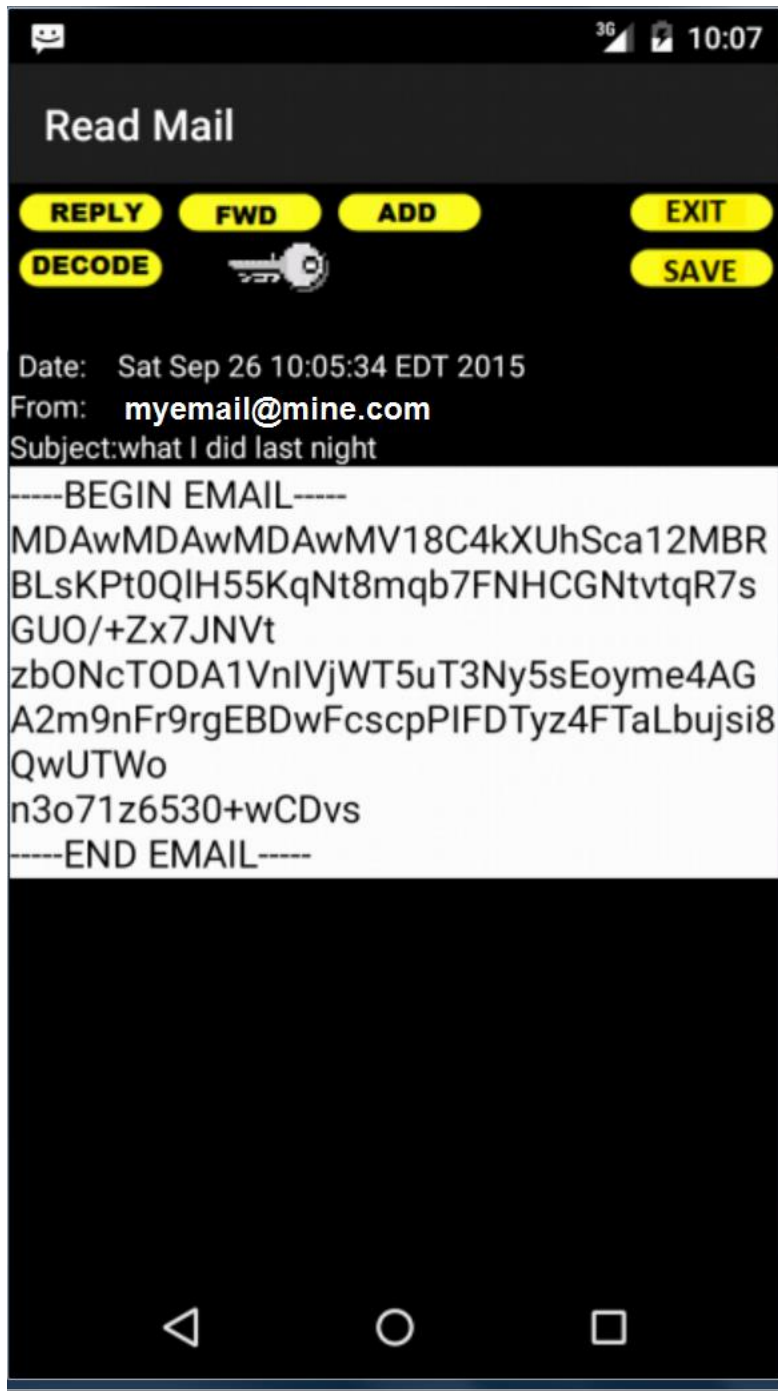 3G 10:07
Read Mail
REPLY FWD ADD EXIT
DECODE SAVE
Date: Sat Sep 26 10:05:34 EDT 2015
From: myemail@mine.com
Subject:what I did last night
-----BEGIN EMAIL-----
MDAwMDAwMDAwMV18C4kXUhSca12MBR
BLsKPt0QlH55KqNt8mqb7FNHCGNtvtqR7s
GUO/+Zx7JNVt
zbONcTODA1VnIVjWT5uT3Ny5sEoyme4AG
A2m9nFr9rgEBDwFcscpPIFDTyz4FTaLbujsi8
QwUTWo
n3o71z6530+wCDvs
-----END EMAIL-----